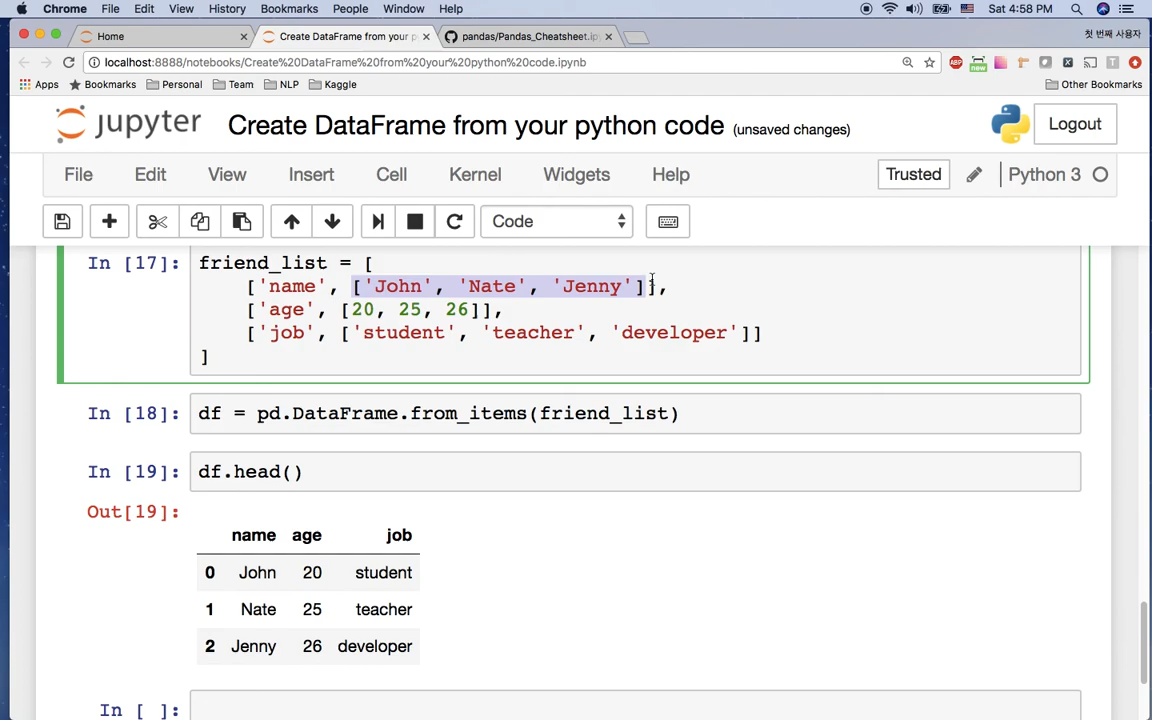 Chrome File Edit View History Bookmarks People Window Help Sat 4:58 PM
Home Create DataFrame from your p pandas/Pandas_Cheatsheet.ip 첫 번째 사용자
localhost:8888/notebooks/Create%20DataFrame%20from%20your%20python%20code.ipynb ABP new T
Apps Bookmarks Personal Team NLP Kaggle Other Bookmarks
jupyter Create DataFrame from your python code (unsaved changes) Logout
File Edit View Insert Cell Kernel Widgets Help Trusted Python 3
Code
In [17]: friend_list = [
['name', ['John', 'Nate', 'Jenny']],
['age', [20, 25, 26]],
['job', ['student', 'teacher', 'developer']]
]
In [18]: df = pd.DataFrame.from_items(friend_list)
In [19]: df.head()
Out[19]:
name age job
0 John 20 student
1 Nate 25 teacher
2 Jenny 26 developer
In [ ]: